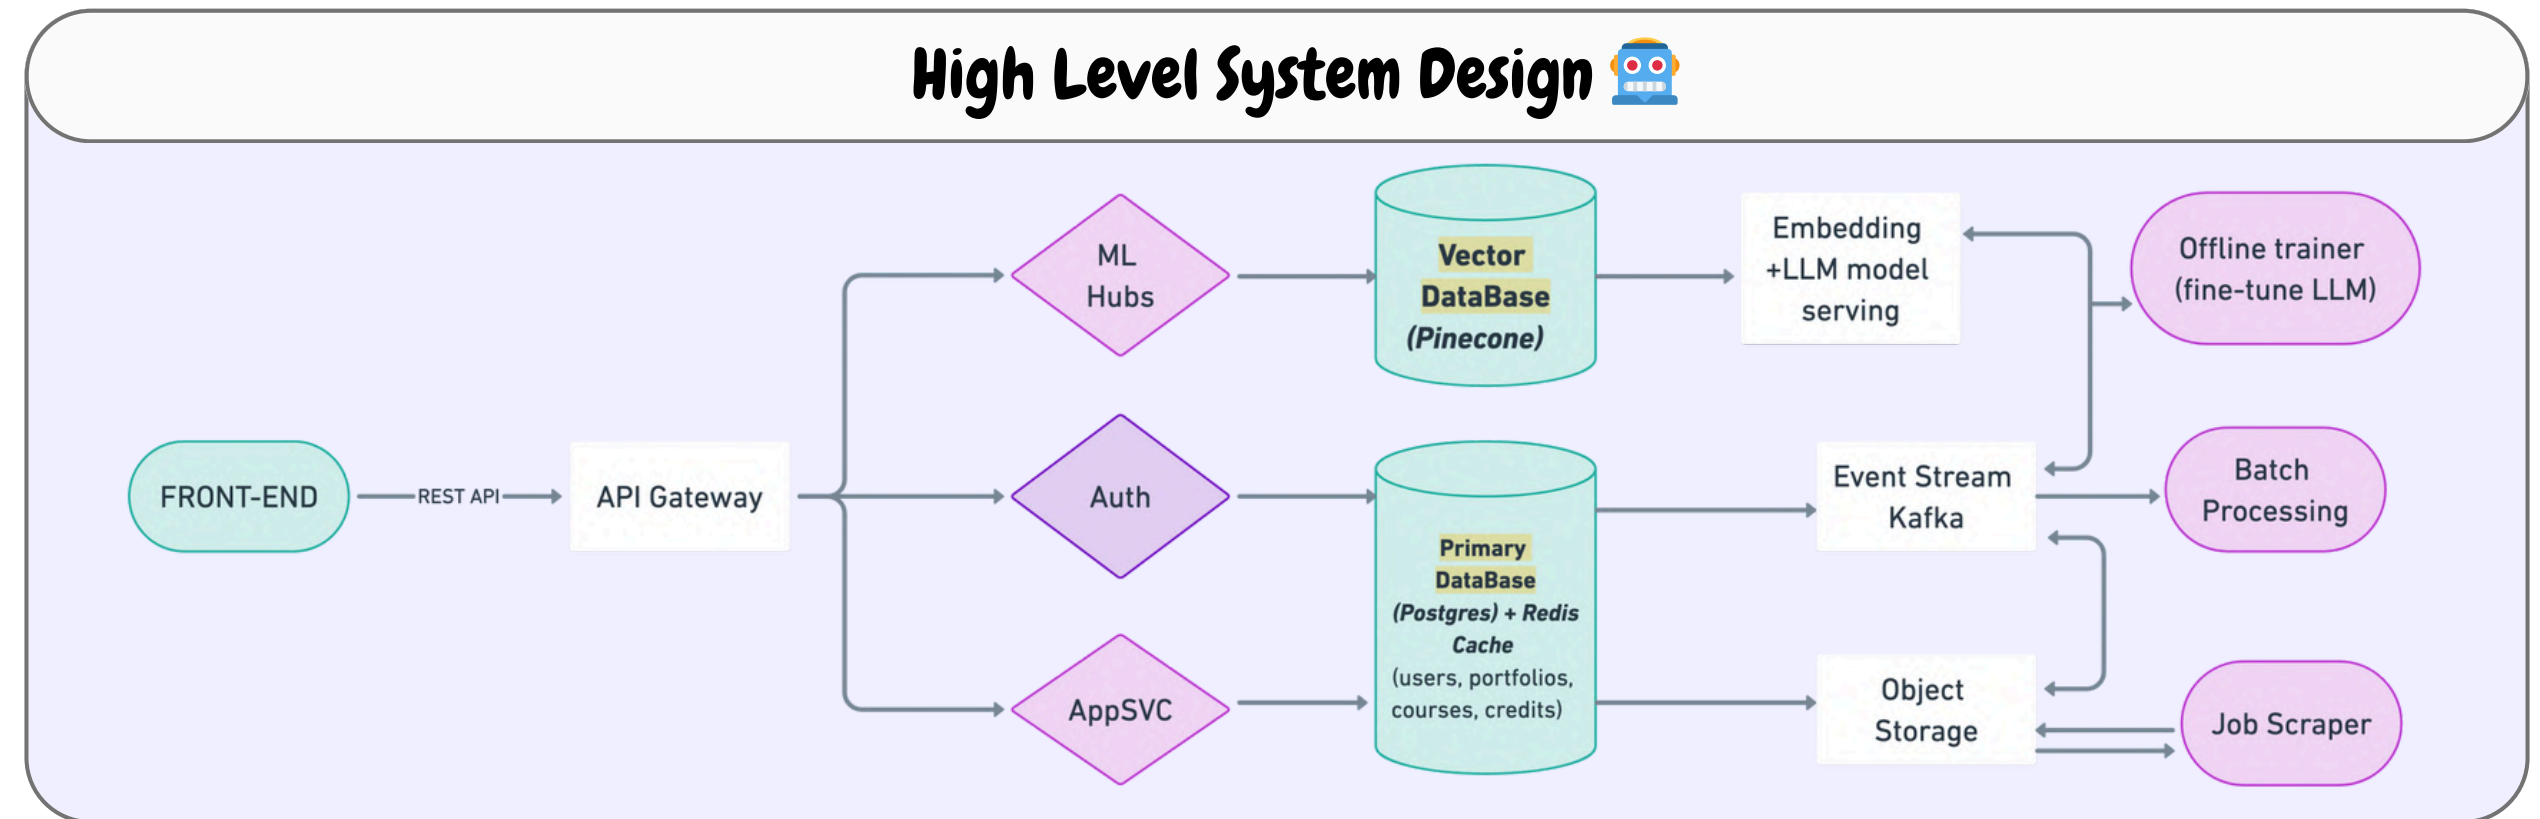 High Level System Design
FRONT-END
REST API
API Gateway
ML
Hubs
Auth
AppSVC
Vector
DataBase
(Pinecone)
Primary
DataBase
(Postgres) + Redis
Cache
(users, portfolios,
courses, credits)
Embedding
+LLM model
serving
Event Stream
Kafka
Object
Storage
Offline trainer
(fine-tune LLM)
Batch
Processing
Job Scraper